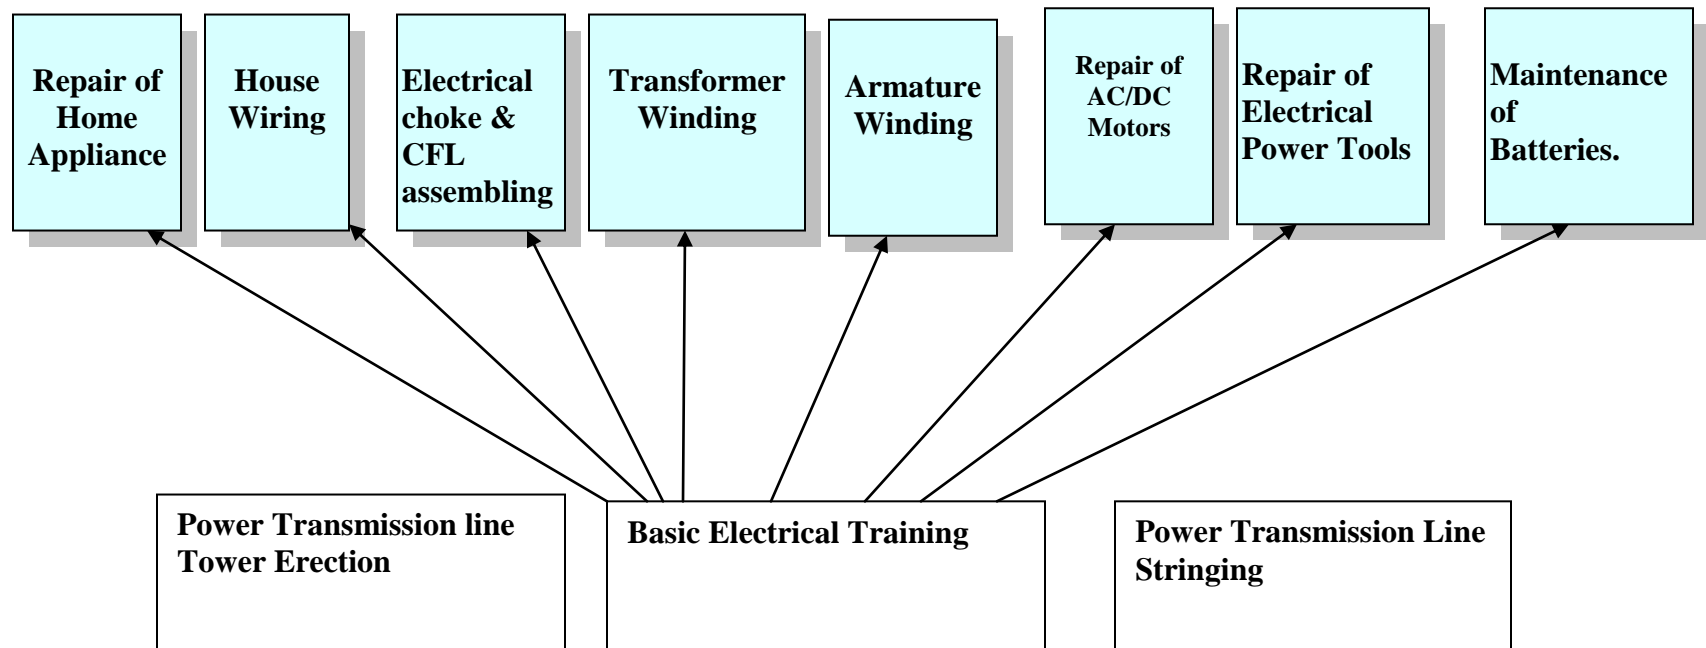 Repair of
Home
Appliance
House
Wiring
Electrical
choke &
CFL
assembling
Transformer
Winding
Armature
Winding
Repair of
AC/DC
Motors
Repair of
Electrical
Power Tools
Maintenance
of
Batteries.
Power Transmission line
Tower Erection
Basic Electrical Training
Power Transmission Line
Stringing